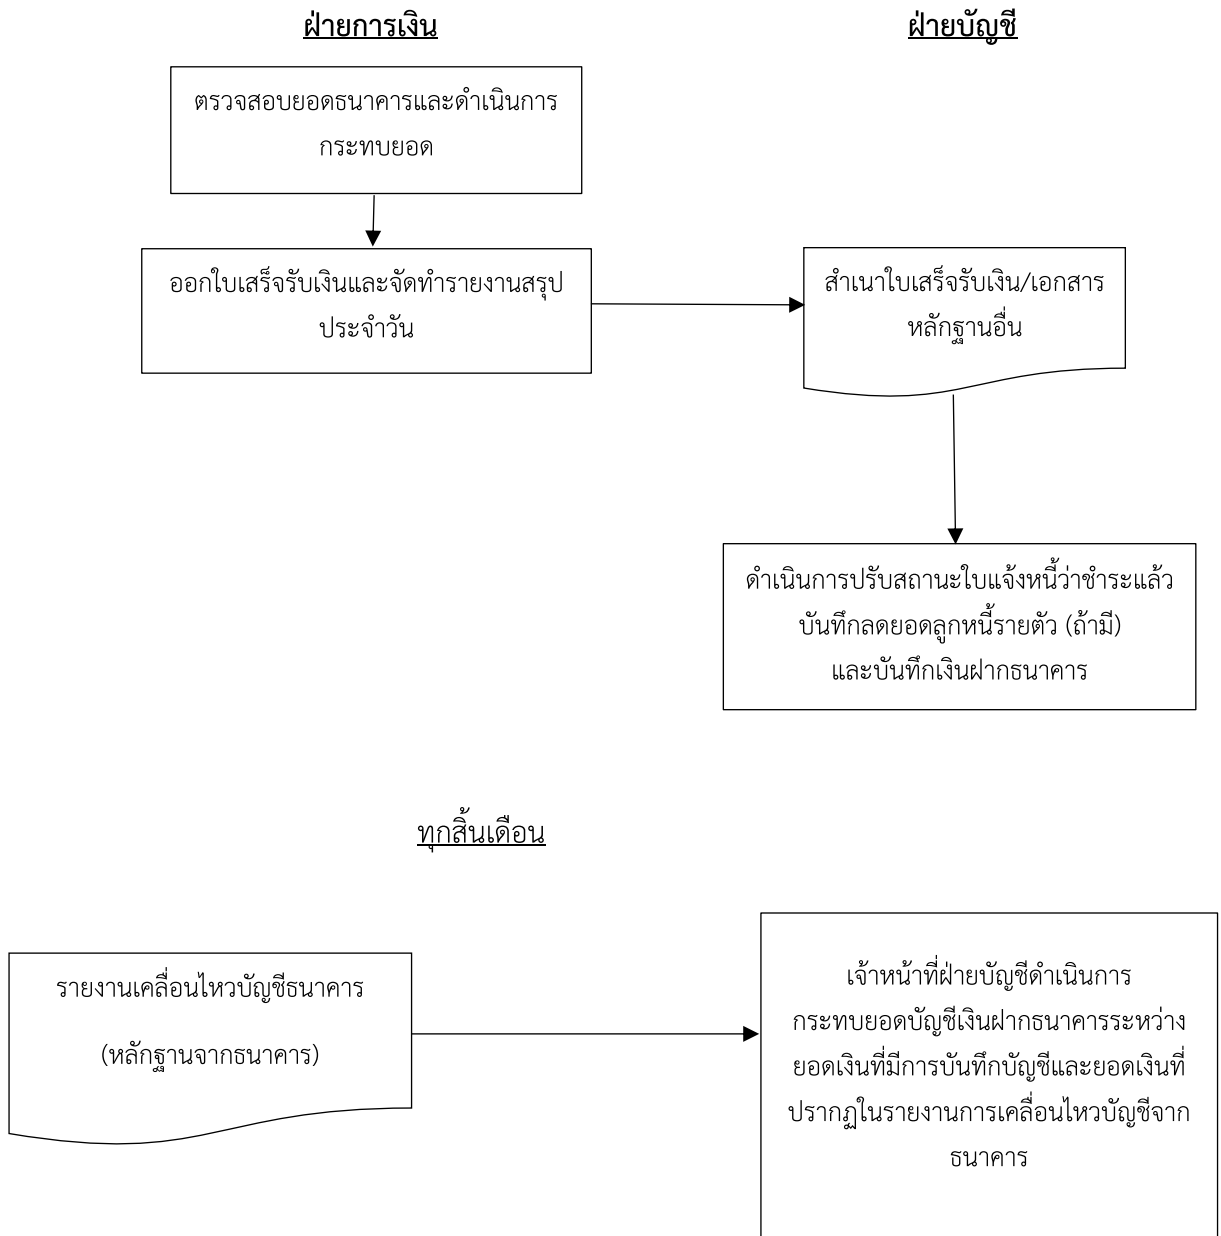 ฝ่ายการเงิน
ฝ่ายบัญชี
ตรวจสอบยอดธนาคารและดำเนินการ
กระทบยอด
ออกใบเสร็จรับเงินและจัดทำรายงานสรุป
ประจำวัน
สำเนาใบเสร็จรับเงิน/เอกสาร
หลักฐานอื่น
ดำเนินการปรับสถานะใบแจ้งหนี้ว่าชำระแล้ว
บันทึกลดยอดลูกหนี้รายตัว (ถ้ามี)
และบันทึกเงินฝากธนาคาร
ทุกสิ้นเดือน
รายงานเคลื่อนไหวบัญชีธนาคาร
(หลักฐานจากธนาคาร)
เจ้าหน้าที่ฝ่ายบัญชีดำเนินการ
กระทบยอดบัญชีเงินฝากธนาคารระหว่าง
ยอดเงินที่มีการบันทึกบัญชีและยอดเงินที่
ปรากฏในรายงานการเคลื่อนไหวบัญชีจาก
ธนาคาร